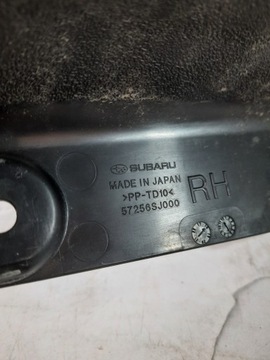 SUBARU
MADE IN JAPAN
>PP-TD10<
57256SJ000
RH